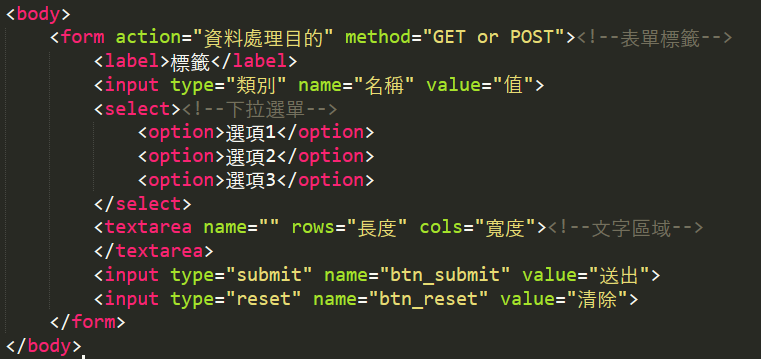 <body>
<form action="資料處理目的" method="GET or POST"><!--表單標籤-->
<label>標籤</label>
<input type="類別" name="名稱" value="值">
<select><!--下拉選單-->
<option>選項1</option>
<option>選項2</option>
<option>選項3</option>
</select>
<textarea name="" rows="長度" cols="寬度"><!--文字區域-->
</textarea>
<input type="submit" name="btn_submit" value="送出">
<input type="reset" name="btn_reset" value="清除">
</form>
</body>